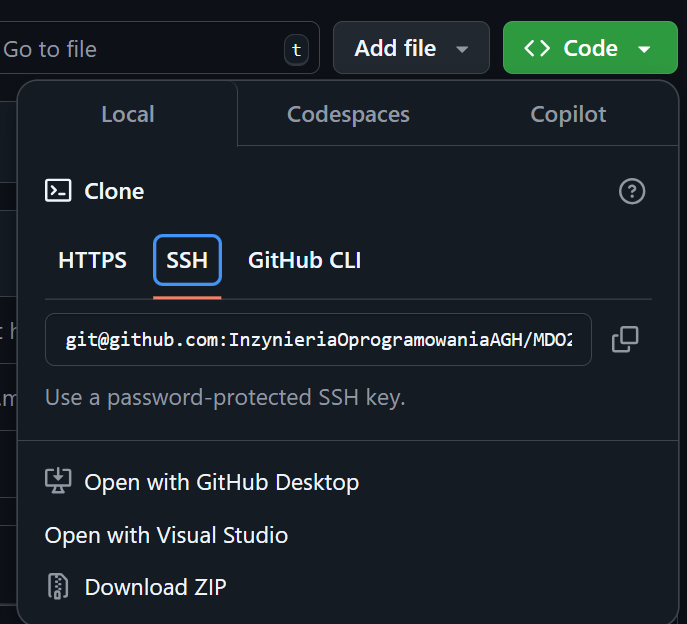 Go to file
t
Add file
Code
Local
Codespaces
Copilot
Clone
HTTPS
SSH
GitHub CLI
git@github.com:InzynieriaOprogramowaniaAGH/MDO2
Use a password-protected SSH key.
Open with GitHub Desktop
Open with Visual Studio
Download ZIP